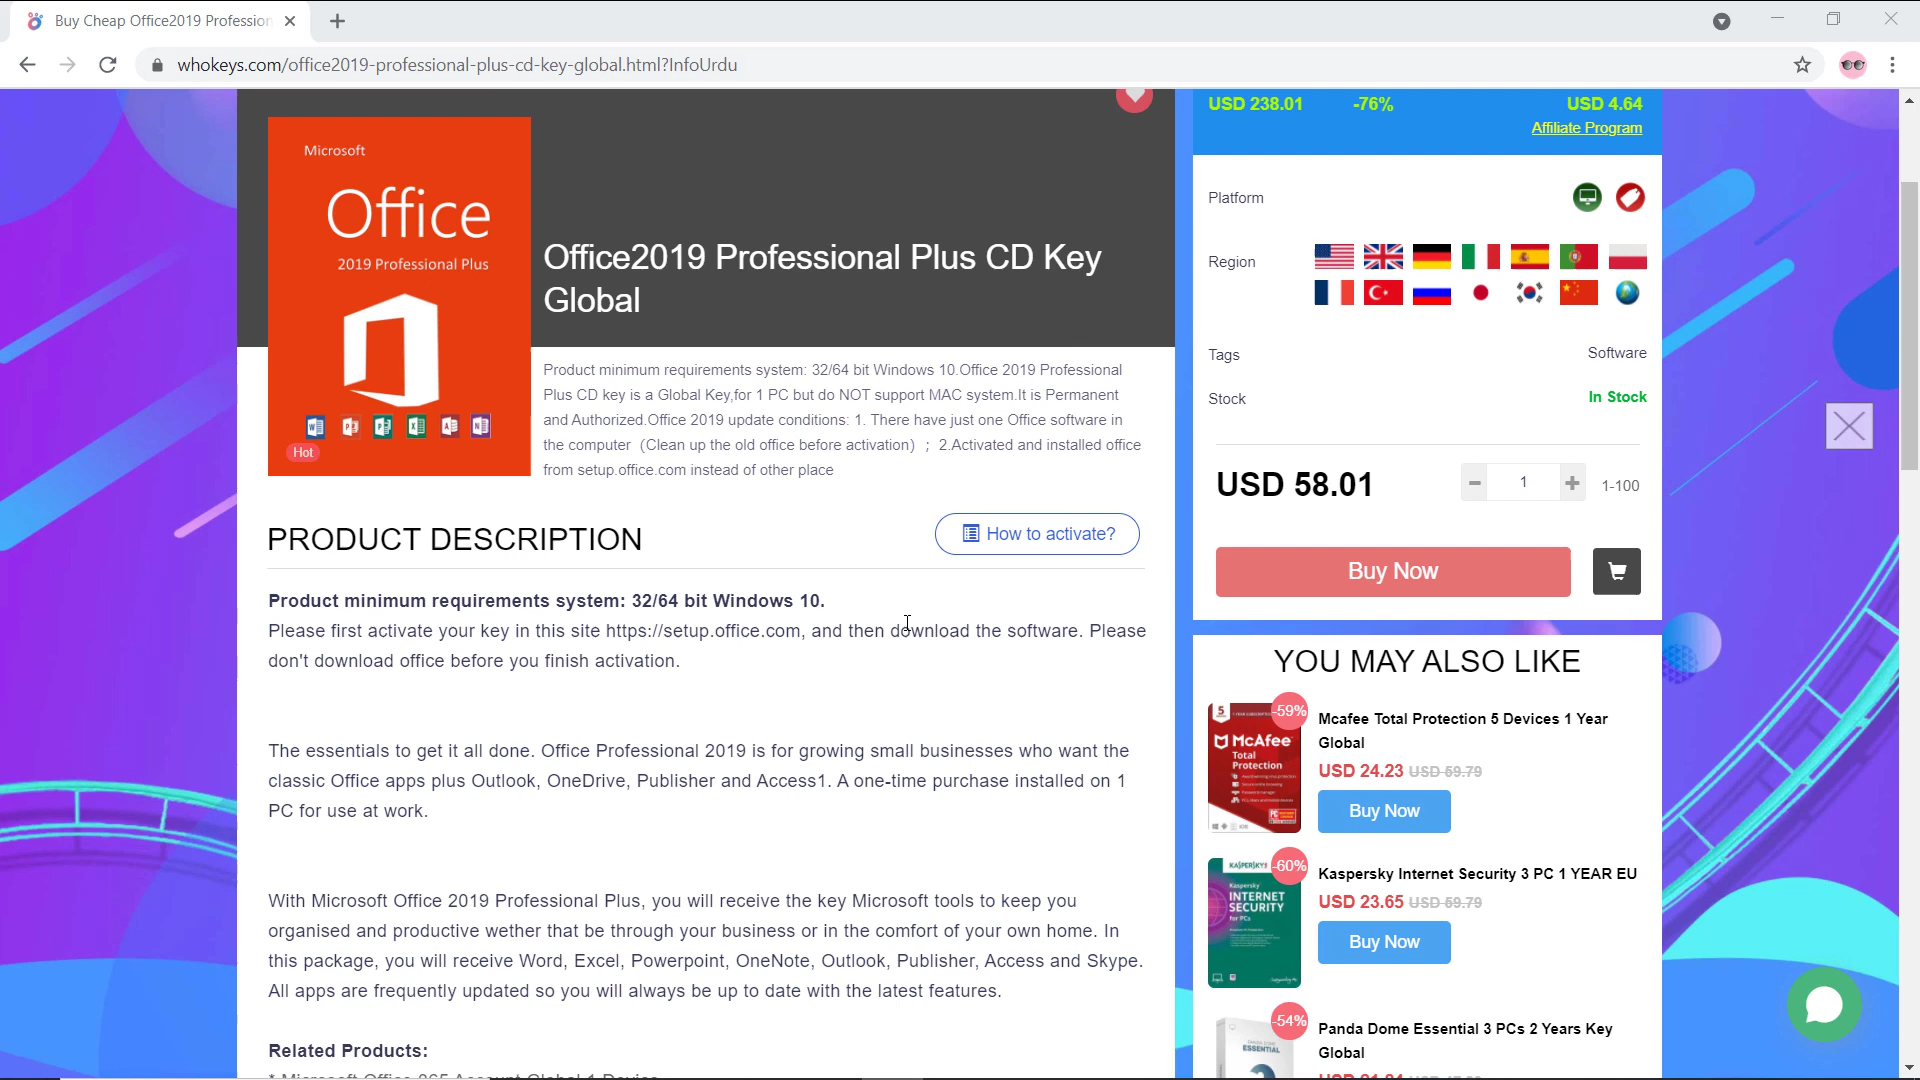 Buy Cheap Office2019 Profession
whokeys.com/office2019-professional-plus-cd-key-global.html?InfoUrdu
Microsoft
Office
2019 Professional Plus
Hot
Office2019 Professional Plus CD Key
Global
Product minimum requirements system: 32/64 bit Windows 10.Office 2019 Professional
Plus CD key is a Global Key,for 1 PC but do NOT support MAC system.It is Permanent
and Authorized.Office 2019 update conditions: 1. There have just one Office software in
the computer (Clean up the old office before activation) ; 2.Activated and installed office
from setup.office.com instead of other place
PRODUCT DESCRIPTION
How to activate?
Product minimum requirements system: 32/64 bit Windows 10.
Please first activate your key in this site https://setup.office.com, and then download the software. Please
don't download office before you finish activation.
The essentials to get it all done. Office Professional 2019 is for growing small businesses who want the
classic Office apps plus Outlook, OneDrive, Publisher and Access1. A one-time purchase installed on 1
PC for use at work.
With Microsoft Office 2019 Professional Plus, you will receive the key Microsoft tools to keep you
organised and productive wether that be through your business or in the comfort of your own home. In
this package, you will receive Word, Excel, Powerpoint, OneNote, Outlook, Publisher, Access and Skype.
All apps are frequently updated so you will always be up to date with the latest features.
Related Products:
* Microsoft Office 365 Account Global 1 Device
USD 238.01 -76% USD 4.64
Affiliate Program
Platform
Region
Tags Software
Stock In Stock
USD 58.01 - 1 + 1-100
Buy Now
YOU MAY ALSO LIKE
-59%
5
McAfee
Total
Protection
Mcafee Total Protection 5 Devices 1 Year
Global
USD 24.23 USD 59.79
Buy Now
-60%
KASPERSKY
Kaspersky
INTERNET
SECURITY
for PCs
Kaspersky Internet Security 3 PC 1 YEAR EU
USD 23.65 USD 59.79
Buy Now
-54%
ESSENTIAL
Panda Dome Essential 3 PCs 2 Years Key
Global